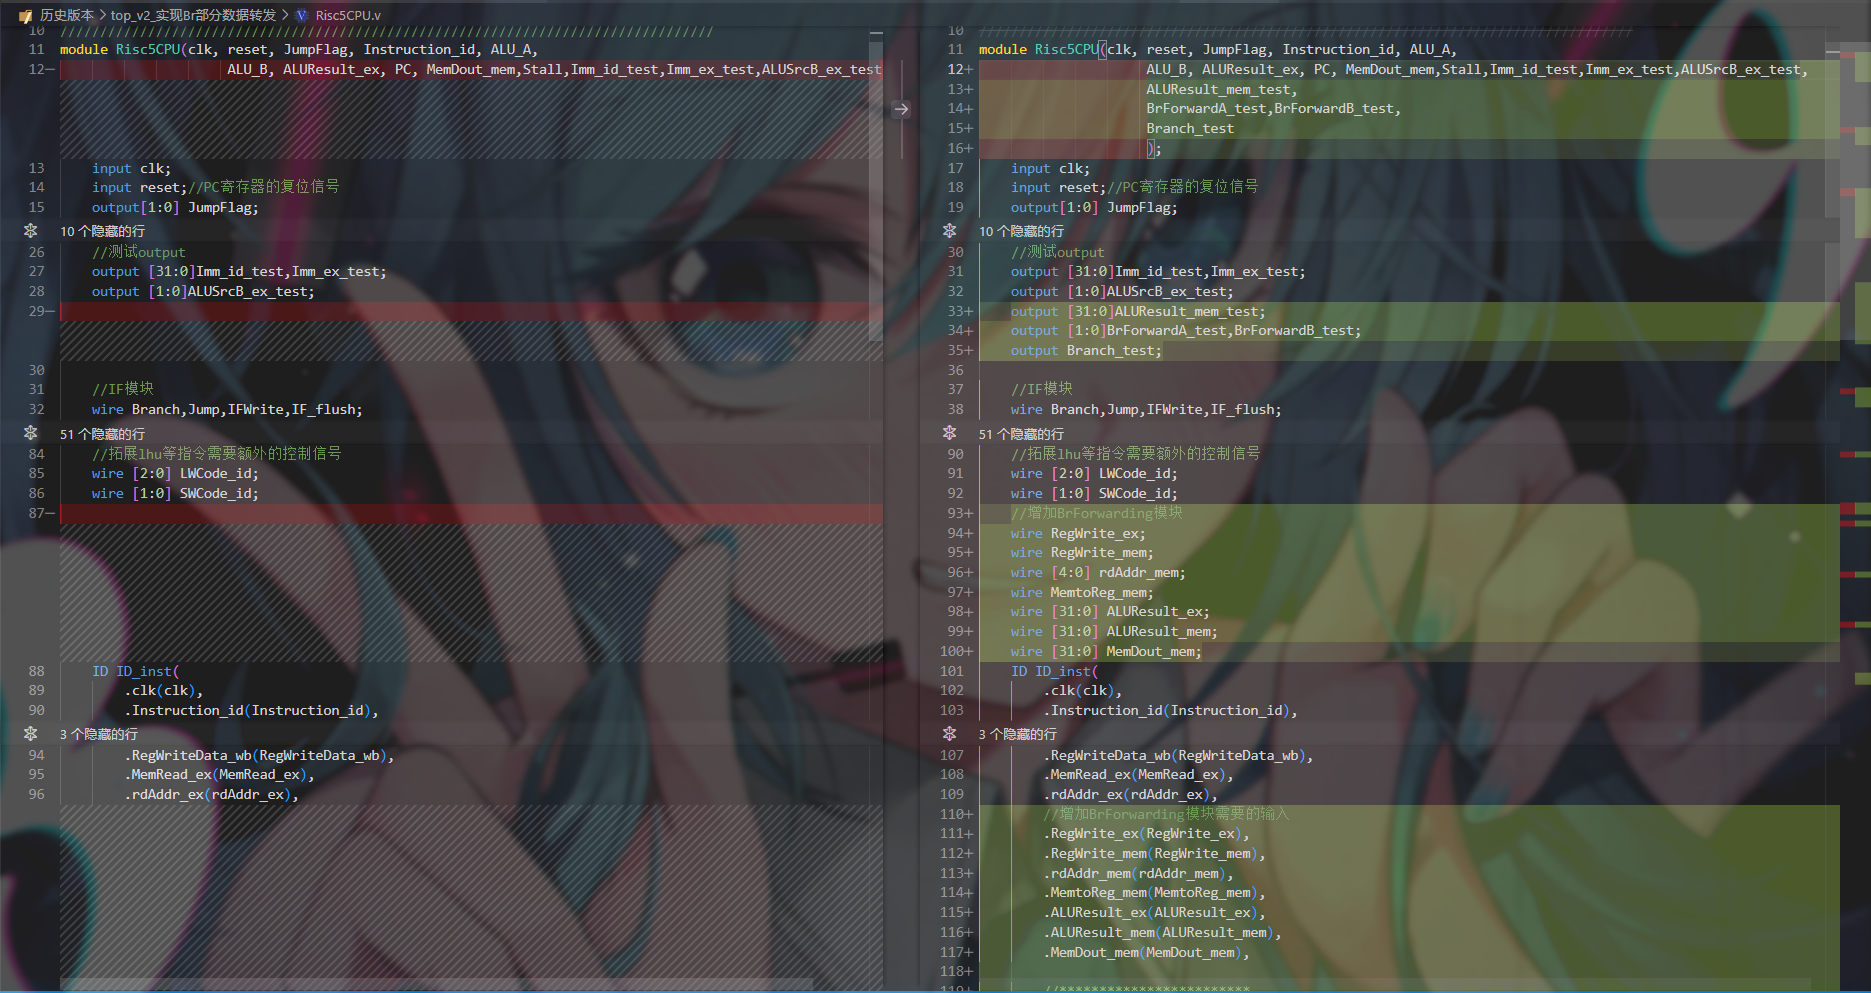 历史版本 > top_v2_实现Br部分数据转发 > V Risc5CPU.v
10 //////////////////////////////////////////////////////////////////////////////////
11 module Risc5CPU(clk, reset, JumpFlag, Instruction_id, ALU_A,
12— ALU_B, ALUResult_ex, PC, MemDout_mem,Stall,Imm_id_test,Imm_ex_test,ALUSrcB_ex_test
13 input clk;
14 input reset;//PC寄存器的复位信号
15 output[1:0] JumpFlag;
10 个隐藏的行
26 //测试output
27 output [31:0]Imm_id_test,Imm_ex_test;
28 output [1:0]ALUSrcB_ex_test;
29—
30
31 //IF模块
32 wire Branch,Jump,IFWrite,IF_flush;
51 个隐藏的行
84 //拓展lhu等指令需要额外的控制信号
85 wire [2:0] LWCode_id;
86 wire [1:0] SWCode_id;
87—
88 ID ID_inst(
89 .clk(clk),
90 .Instruction_id(Instruction_id),
3 个隐藏的行
94 .RegWriteData_wb(RegWriteData_wb),
95 .MemRead_ex(MemRead_ex),
96 .rdAddr_ex(rdAddr_ex),
10
11 module Risc5CPU(clk, reset, JumpFlag, Instruction_id, ALU_A,
12+ ALU_B, ALUResult_ex, PC, MemDout_mem,Stall,Imm_id_test,Imm_ex_test,ALUSrcB_ex_test,
13+ ALUResult_mem_test,
14+ BrForwardA_test,BrForwardB_test,
15+ Branch_test
16+ );
17 input clk;
18 input reset;//PC寄存器的复位信号
19 output[1:0] JumpFlag;
10 个隐藏的行
30 //测试output
31 output [31:0]Imm_id_test,Imm_ex_test;
32 output [1:0]ALUSrcB_ex_test;
33+ output [31:0]ALUResult_mem_test;
34+ output [1:0]BrForwardA_test,BrForwardB_test;
35+ output Branch_test;
36
37 //IF模块
38 wire Branch,Jump,IFWrite,IF_flush;
51 个隐藏的行
90 //拓展lhu等指令需要额外的控制信号
91 wire [2:0] LWCode_id;
92 wire [1:0] SWCode_id;
93+ //增加BrForwarding模块
94+ wire RegWrite_ex;
95+ wire RegWrite_mem;
96+ wire [4:0] rdAddr_mem;
97+ wire MemtoReg_mem;
98+ wire [31:0] ALUResult_ex;
99+ wire [31:0] ALUResult_mem;
100+ wire [31:0] MemDout_mem;
101 ID ID_inst(
102 .clk(clk),
103 .Instruction_id(Instruction_id),
3 个隐藏的行
107 .RegWriteData_wb(RegWriteData_wb),
108 .MemRead_ex(MemRead_ex),
109 .rdAddr_ex(rdAddr_ex),
110+ //增加BrForwarding模块需要的输入
111+ .RegWrite_ex(RegWrite_ex),
112+ .RegWrite_mem(RegWrite_mem),
113+ .rdAddr_mem(rdAddr_mem),
114+ .MemtoReg_mem(MemtoReg_mem),
115+ .ALUResult_ex(ALUResult_ex),
116+ .ALUResult_mem(ALUResult_mem),
117+ .MemDout_mem(MemDout_mem),
118+
119+ //************************